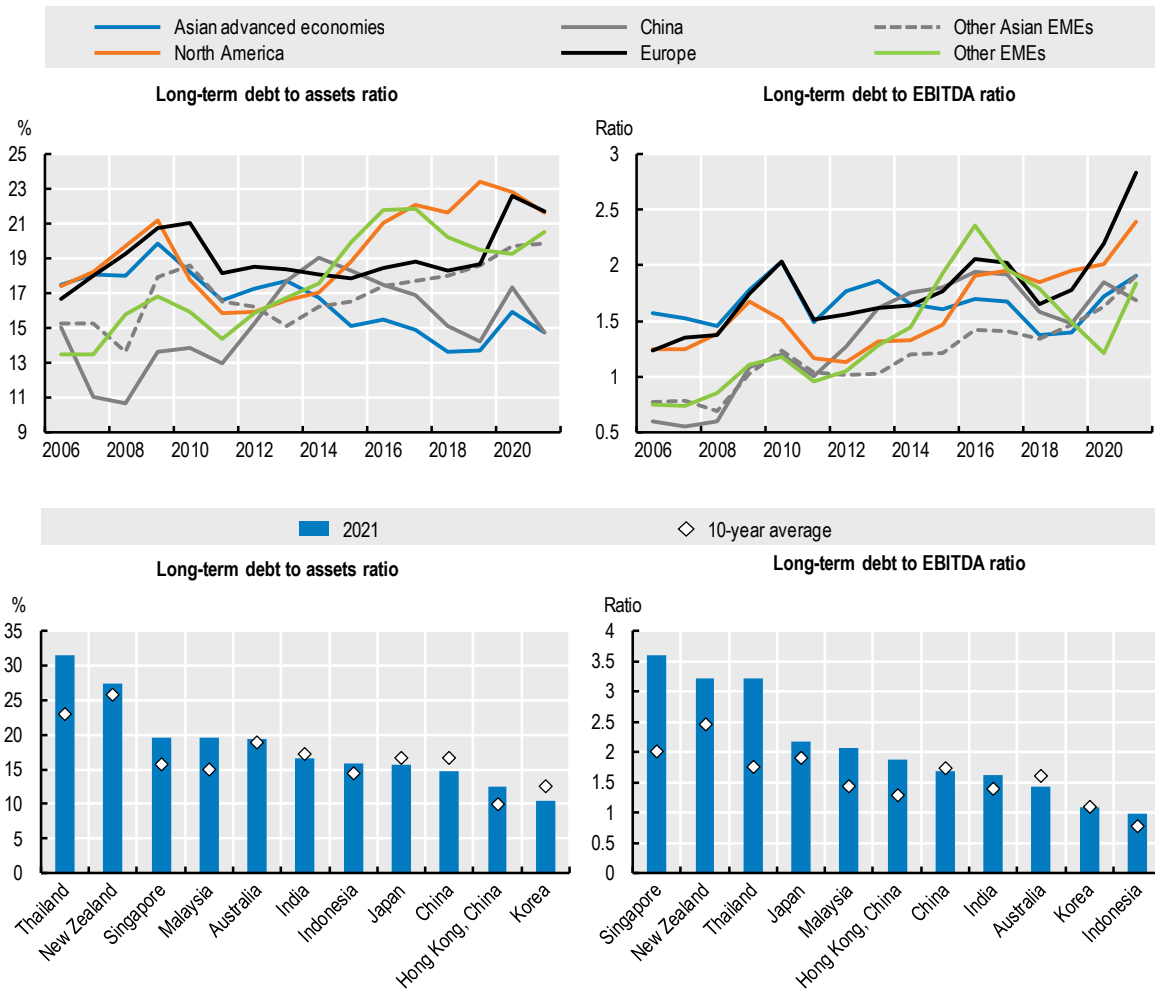 Asian advanced economies China Other Asian EMEs
North America Europe Other EMEs
Long-term debt to assets ratio
%
25
23
21
19
17
15
13
11
9
2006 2008 2010 2012 2014 2016 2018 2020
Long-term debt to EBITDA ratio
Ratio
3
2.5
2
1.5
1
0.5
2006 2008 2010 2012 2014 2016 2018 2020
2021 10-year average
Long-term debt to assets ratio
%
35
30
25
20
15
10
5
0
Thailand
New Zealand
Singapore
Malaysia
Australia
India
Indonesia
Japan
China
Hong Kong, China
Korea
Long-term debt to EBITDA ratio
Ratio
4
3.5
3
2.5
2
1.5
1
0.5
0
Singapore
New Zealand
Thailand
Japan
Malaysia
Hong Kong, China
China
India
Australia
Korea
Indonesia